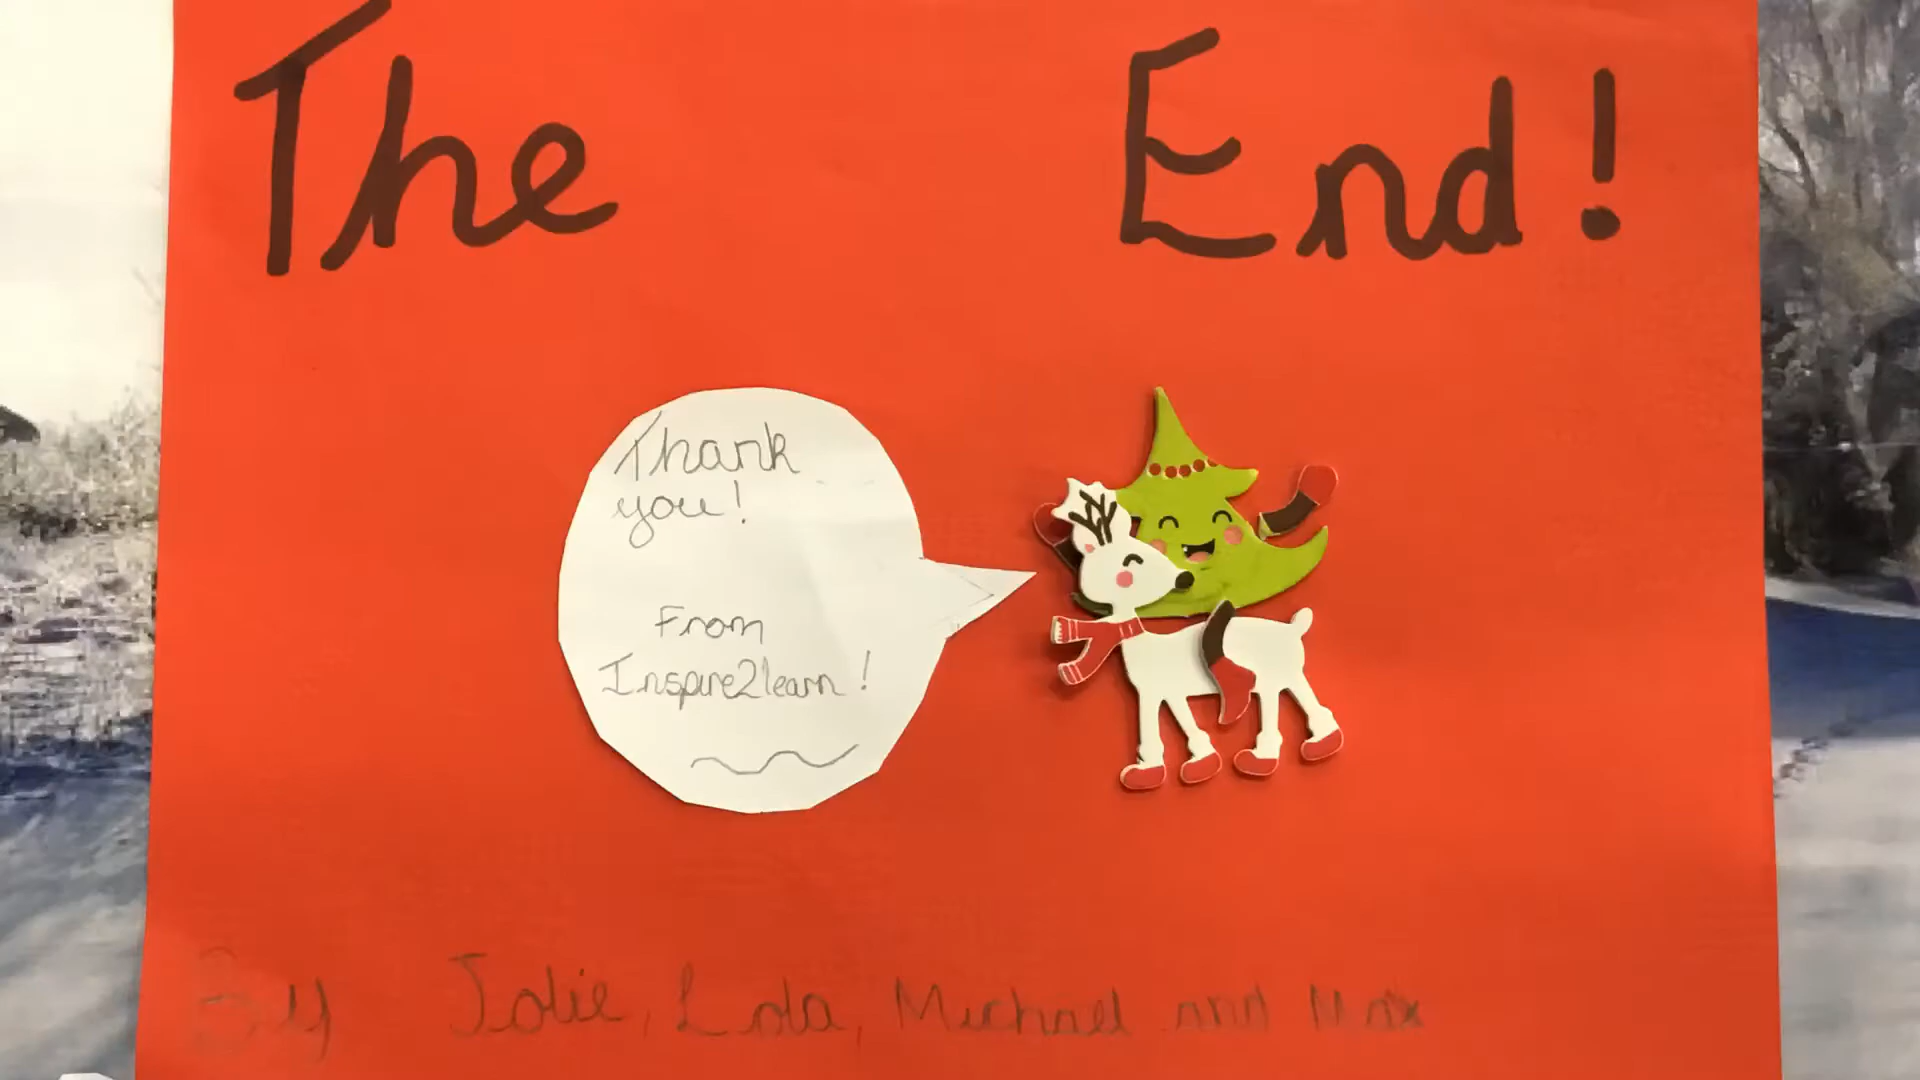 The End!
Thank
you!
From
Inspire2learn!
By Jolie, Lola, Michael and Max